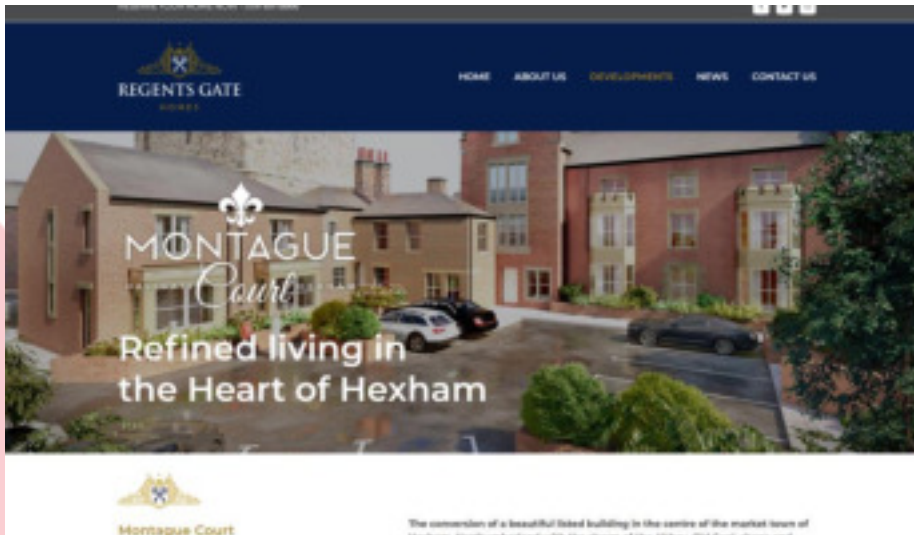 REGENTS GATE
HOMES
HOME ABOUT US DEVELOPMENTS NEWS CONTACT US
MONTAGUE
Court
Refined living in
the Heart of Hexham
Montague Court
The conversion of a beautiful listed building in the centre of the market town of